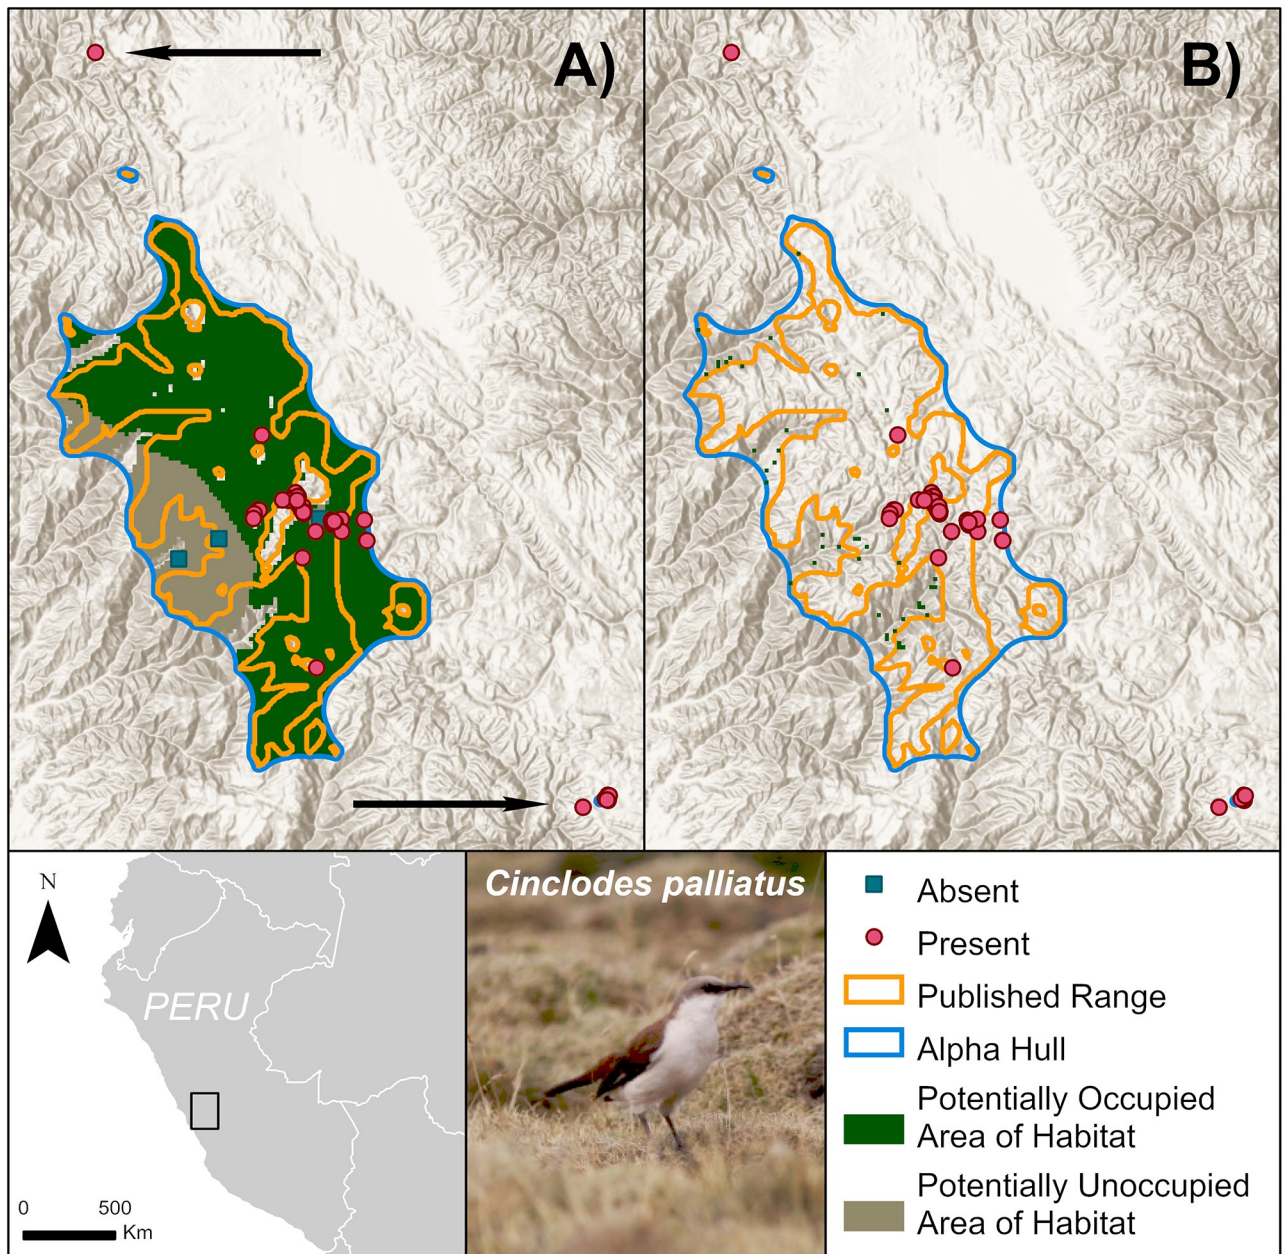 A)
B)
N
PERU
0 500
Km
Cinclodes palliatus
Absent
Present
Published Range
Alpha Hull
Potentially Occupied
Area of Habitat
Potentially Unoccupied
Area of Habitat